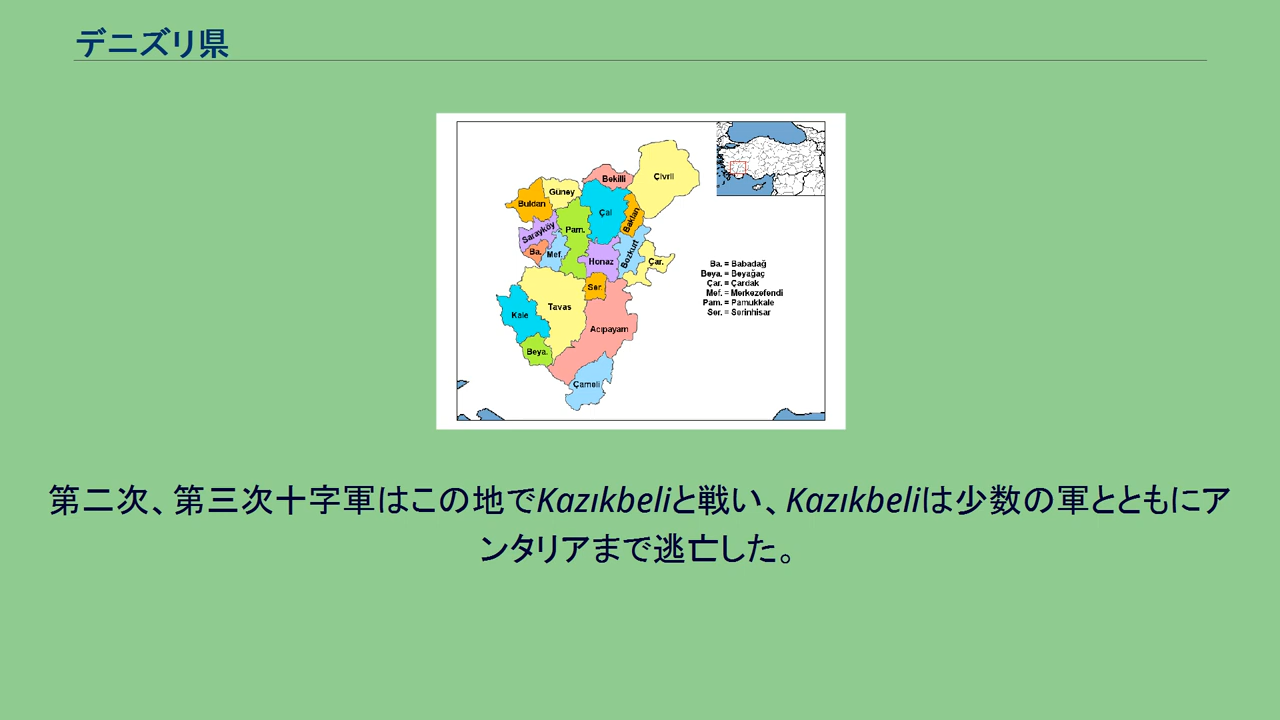 デニズリ県
Bekilli
Çivril
Güney
Buldan
Çal
Baklan
Sarayköy
Pam.
Ba.
Mef.
Honaz
Bozkurt
Çar.
Ser.
Tavas
Kale
Acıpayam
Beya.
Çameli
Ba. = Babadağ
Beya. = Beyağaç
Çar. = Çardak
Mef. = Merkezefendi
Pam. = Pamukkale
Ser. = Serinhisar
第二次、第三次十字軍はこの地でKazıkbeliと戦い、Kazıkbeliは少数の軍とともにア
ンタリアまで逃亡した。